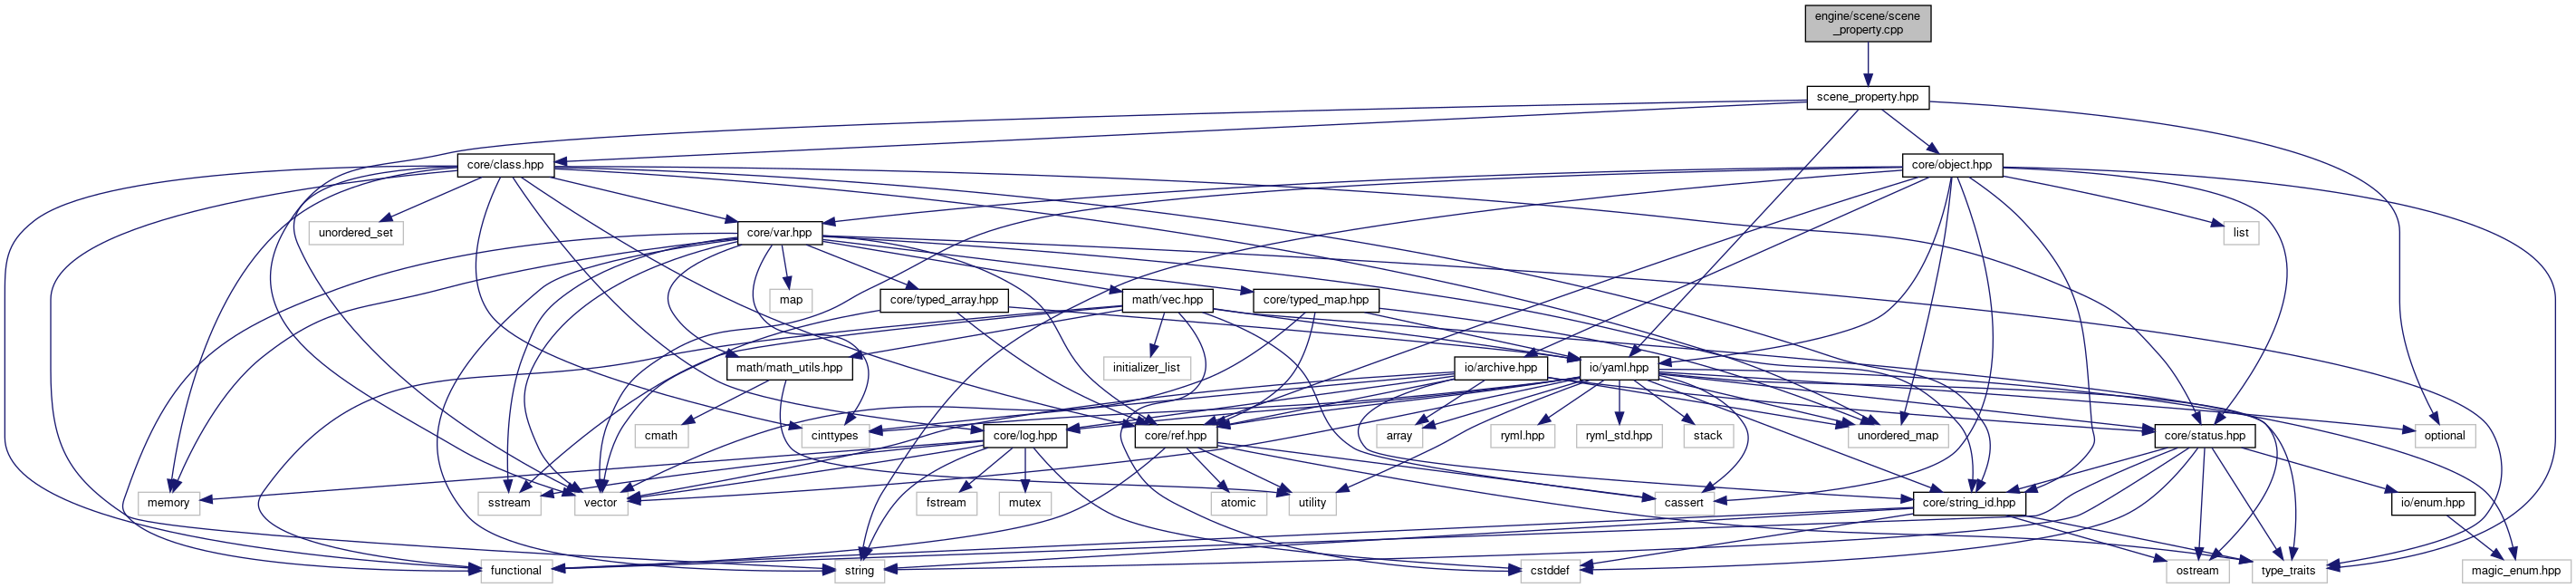 engine/scene/scene
_property.cpp
scene_property.hpp
core/class.hpp
core/object.hpp
unordered_set
core/var.hpp
list
map
core/typed_array.hpp
math/vec.hpp
core/typed_map.hpp
math/math_utils.hpp
initializer_list
io/archive.hpp
io/yaml.hpp
cmath
cinttypes
core/log.hpp
core/ref.hpp
array
ryml.hpp
ryml_std.hpp
stack
unordered_map
core/status.hpp
optional
memory
sstream
vector
fstream
mutex
atomic
utility
cassert
core/string_id.hpp
io/enum.hpp
functional
string
cstddef
ostream
type_traits
magic_enum.hpp